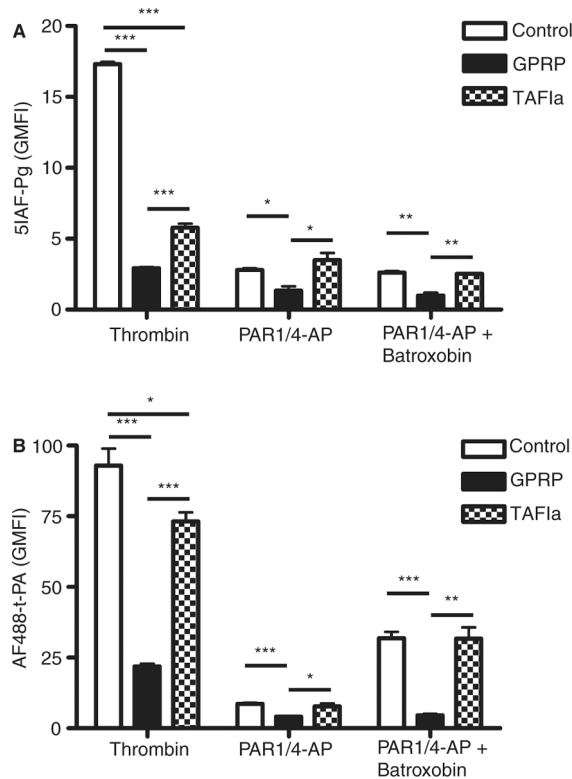 A
20
15
10
5
0
5IAF-Pg (GMFI)
***
***
***
*
*
**
**
Control
GPRP
TAFIa
Thrombin
PAR1/4-AP
PAR1/4-AP +
Batroxobin
B
100
75
50
25
0
AF488-t-PA (GMFI)
*
***
***
***
*
***
**
Control
GPRP
TAFIa
Thrombin
PAR1/4-AP
PAR1/4-AP +
Batroxobin